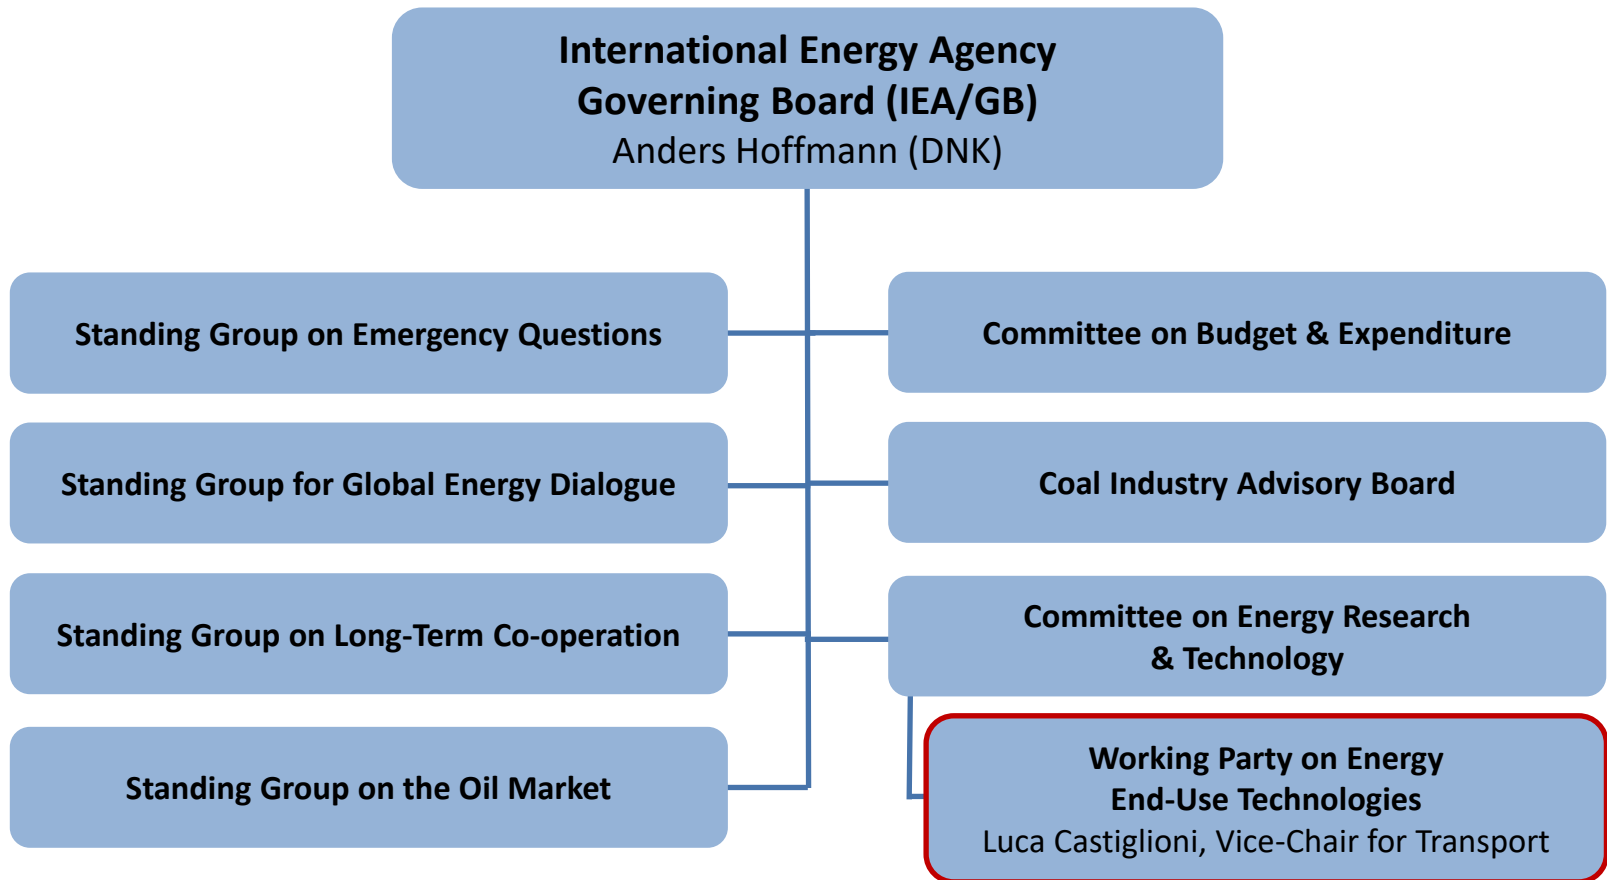 International Energy Agency
Governing Board (IEA/GB)
Anders Hoffmann (DNK)
Standing Group on Emergency Questions
Committee on Budget & Expenditure
Standing Group for Global Energy Dialogue
Coal Industry Advisory Board
Standing Group on Long-Term Co-operation
Committee on Energy Research
& Technology
Standing Group on the Oil Market
Working Party on Energy
End-Use Technologies
Luca Castiglioni, Vice-Chair for Transport